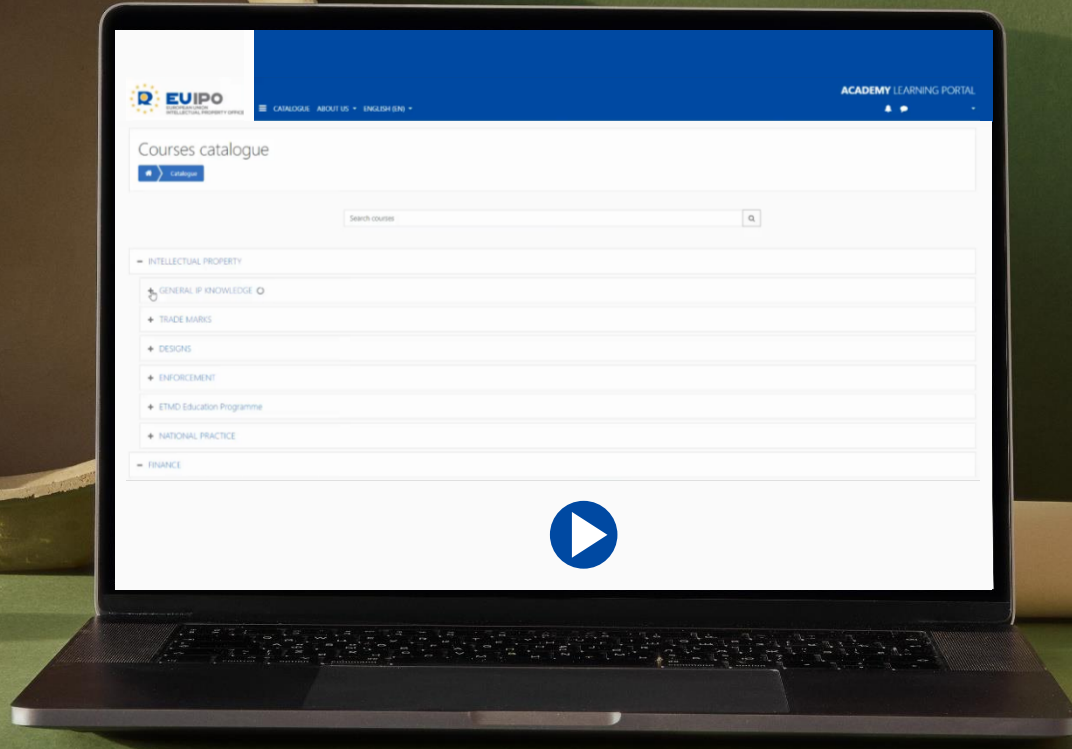 EUIPO
EUROPEAN UNION
INTELLECTUAL PROPERTY OFFICE
CATALOGUE ABOUT US ENGLISH (EN)
ACADEMY LEARNING PORTAL
Courses catalogue
Catalogue
Search courses
INTELLECTUAL PROPERTY
GENERAL IP KNOWLEDGE
TRADE MARKS
DESIGNS
ENFORCEMENT
ETMD Education Programme
NATIONAL PRACTICE
FINANCE